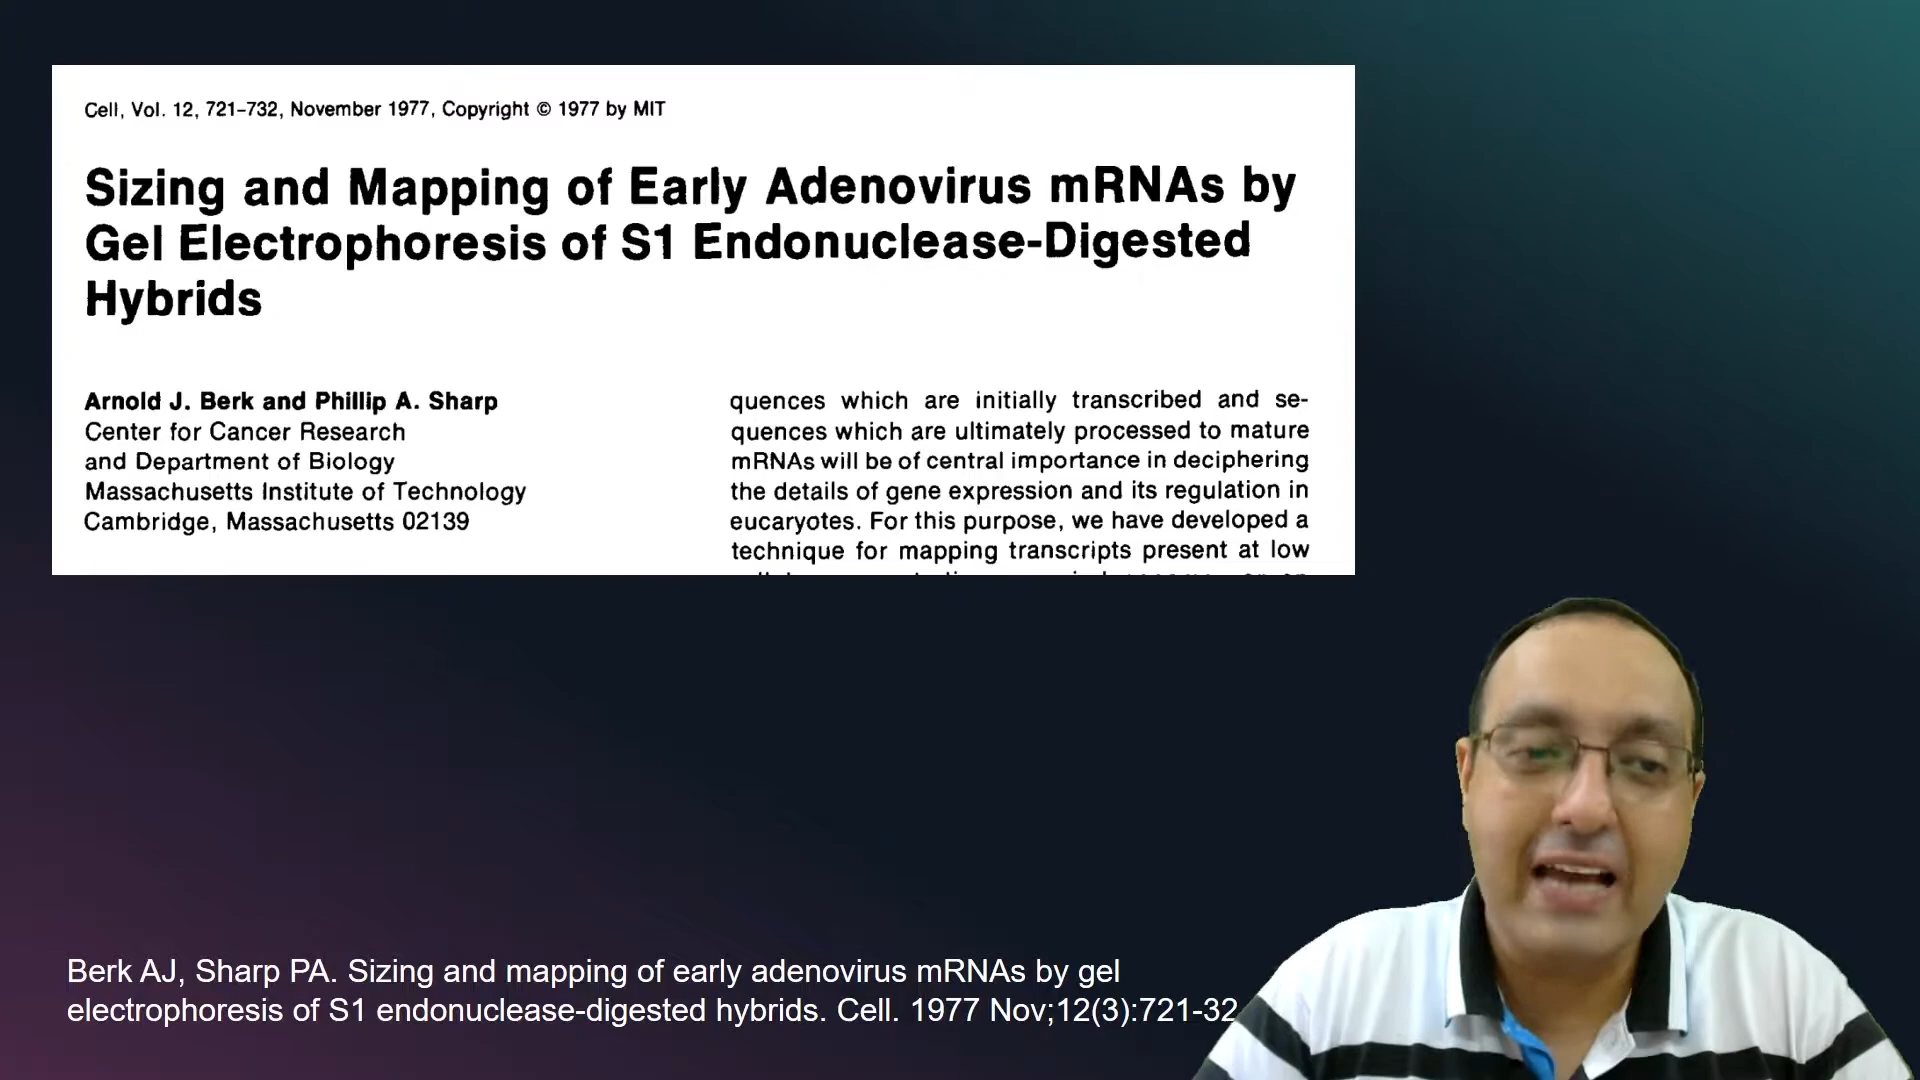 Cell, Vol. 12, 721–732, November 1977, Copyright © 1977 by MIT
Sizing and Mapping of Early Adenovirus mRNAs by
Gel Electrophoresis of S1 Endonuclease-Digested
Hybrids
Arnold J. Berk and Phillip A. Sharp
Center for Cancer Research
and Department of Biology
Massachusetts Institute of Technology
Cambridge, Massachusetts 02139
quences which are initially transcribed and se-
quences which are ultimately processed to mature
mRNAs will be of central importance in deciphering
the details of gene expression and its regulation in
eucaryotes. For this purpose, we have developed a
technique for mapping transcripts present at low
Berk AJ, Sharp PA. Sizing and mapping of early adenovirus mRNAs by gel
electrophoresis of S1 endonuclease-digested hybrids. Cell. 1977 Nov;12(3):721-32